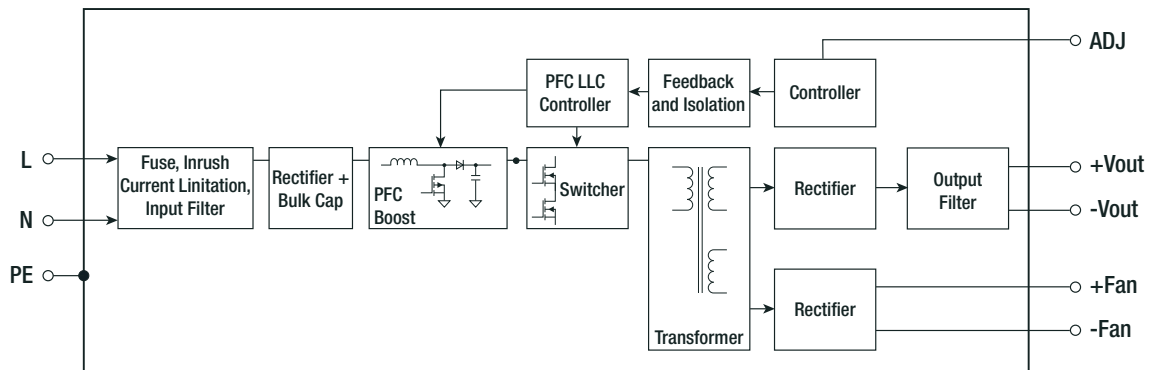 ADJ
PFC LLC
Controller
Feedback
and Isolation
Controller
L
N
PE
Fuse, Inrush
Current Linitation,
Input Filter
Rectifier +
Bulk Cap
PFC
Boost
Switcher
Transformer
Rectifier
Output
Filter
+Vout
-Vout
Rectifier
+Fan
-Fan